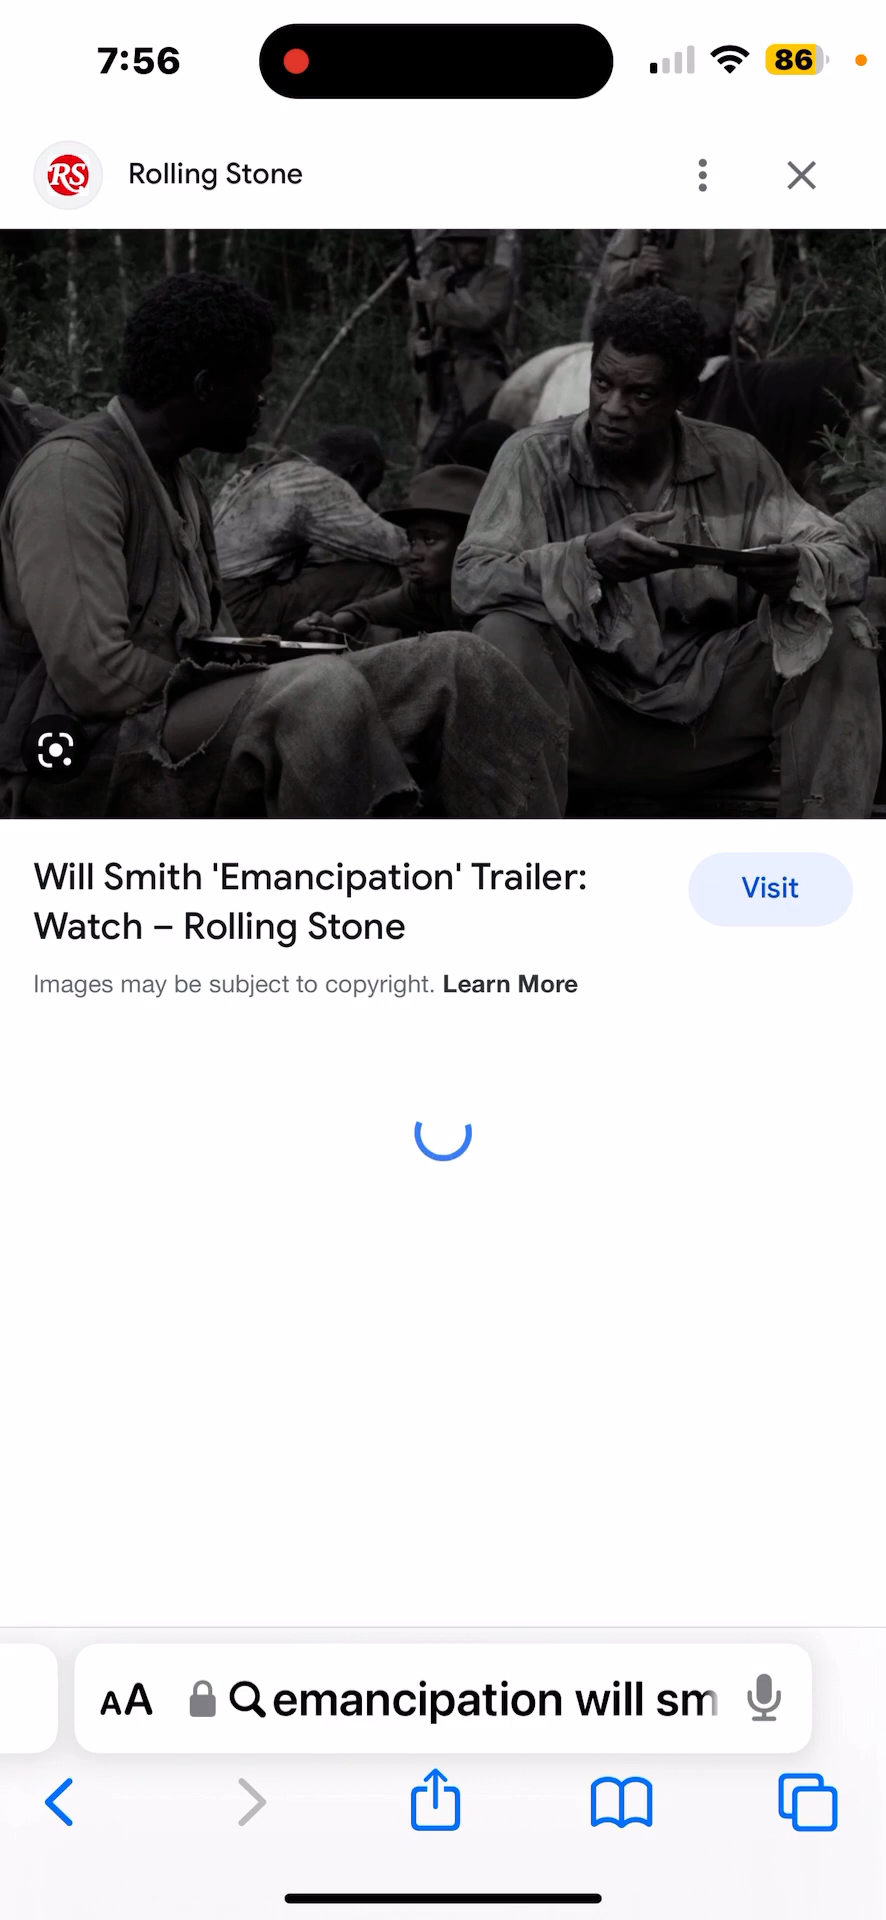 7:56
86
RS
Rolling Stone
Will Smith 'Emancipation' Trailer:
Watch – Rolling Stone
Visit
Images may be subject to copyright. Learn More
AA
emancipation will sm